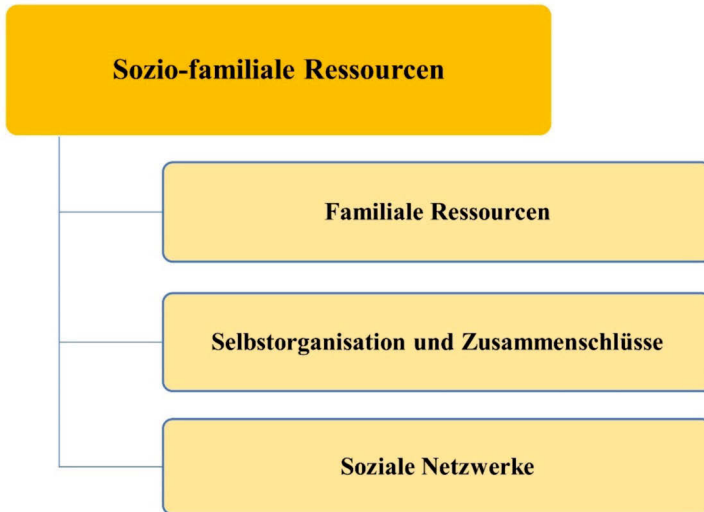 Sozio-familiale Ressourcen
Familiale Ressourcen
Selbstorganisation und Zusammenschlüsse
Soziale Netzwerke